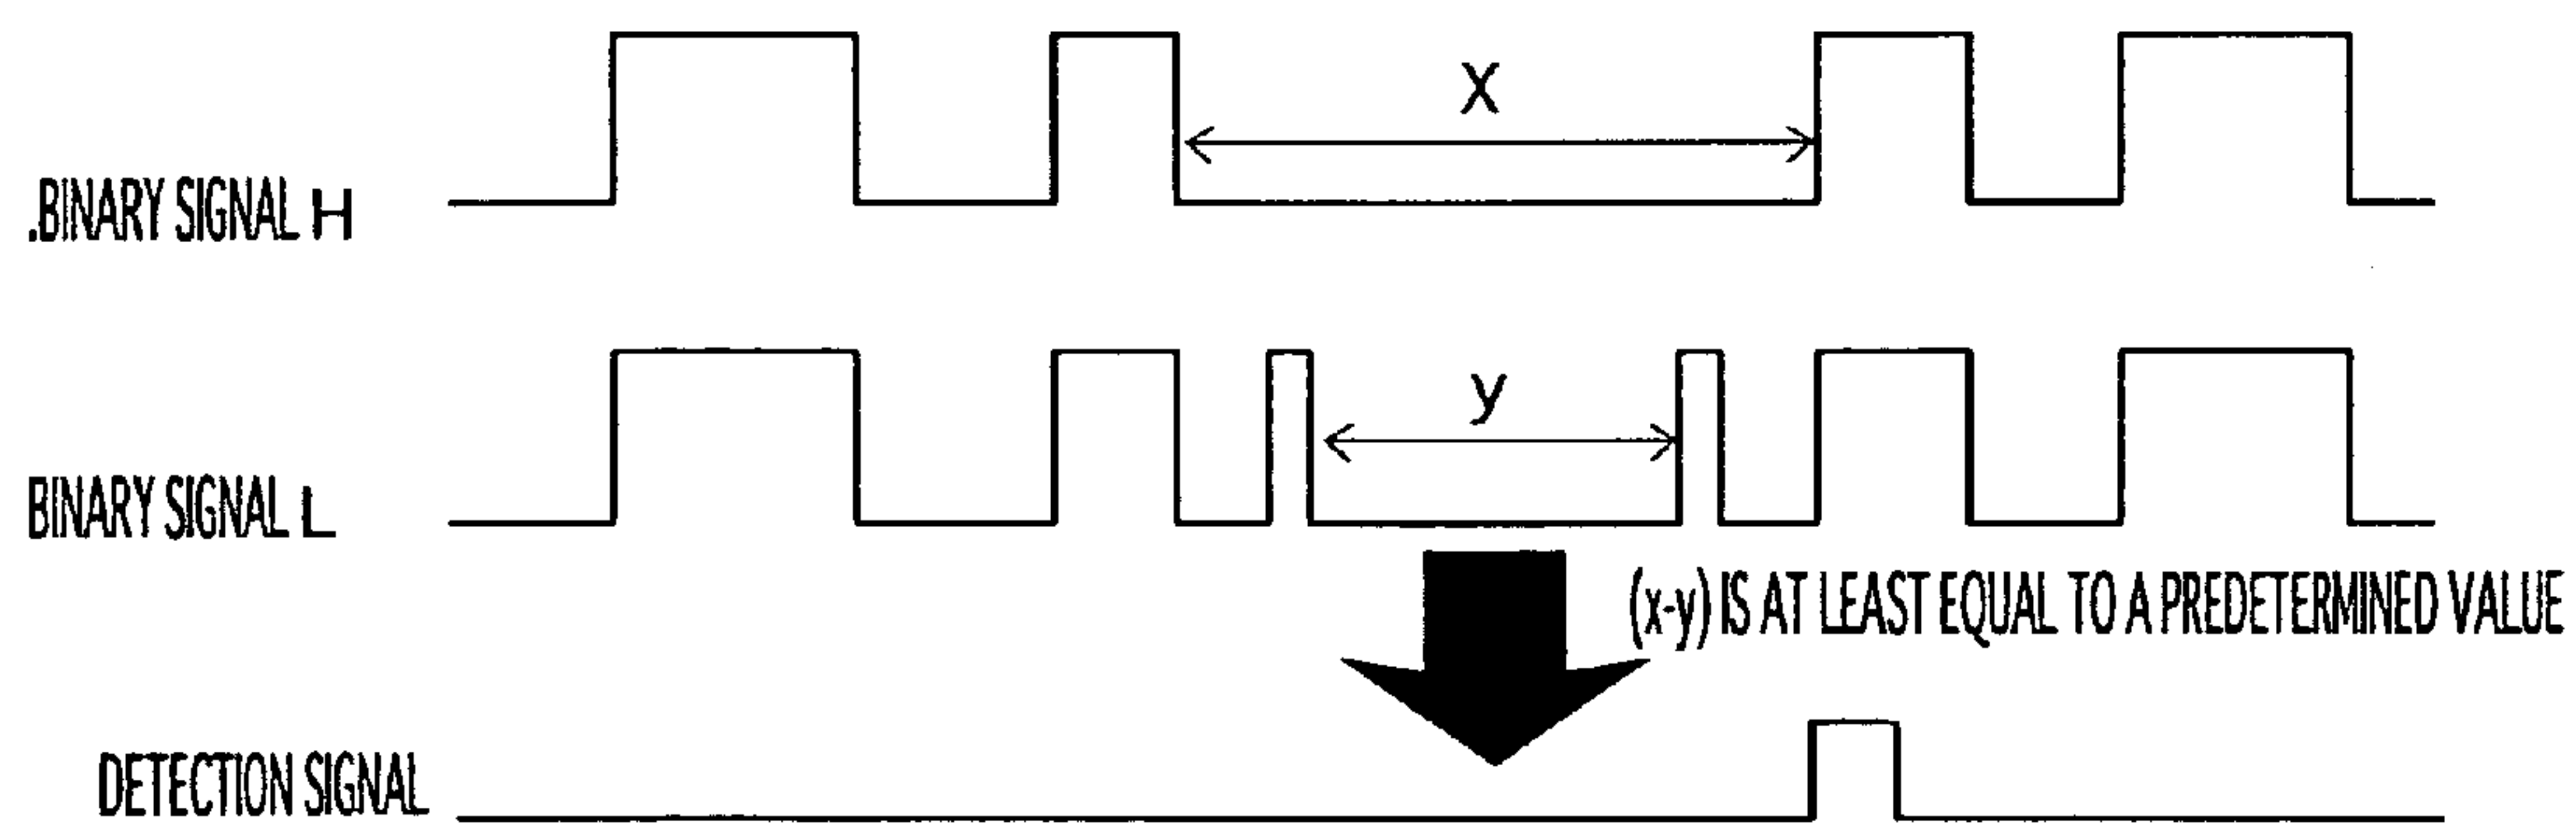 X
.BINARY SIGNAL H
y
BINARY SIGNAL L
(x-y) IS AT LEAST EQUAL TO A PREDETERMINED VALUE
DETECTION SIGNAL